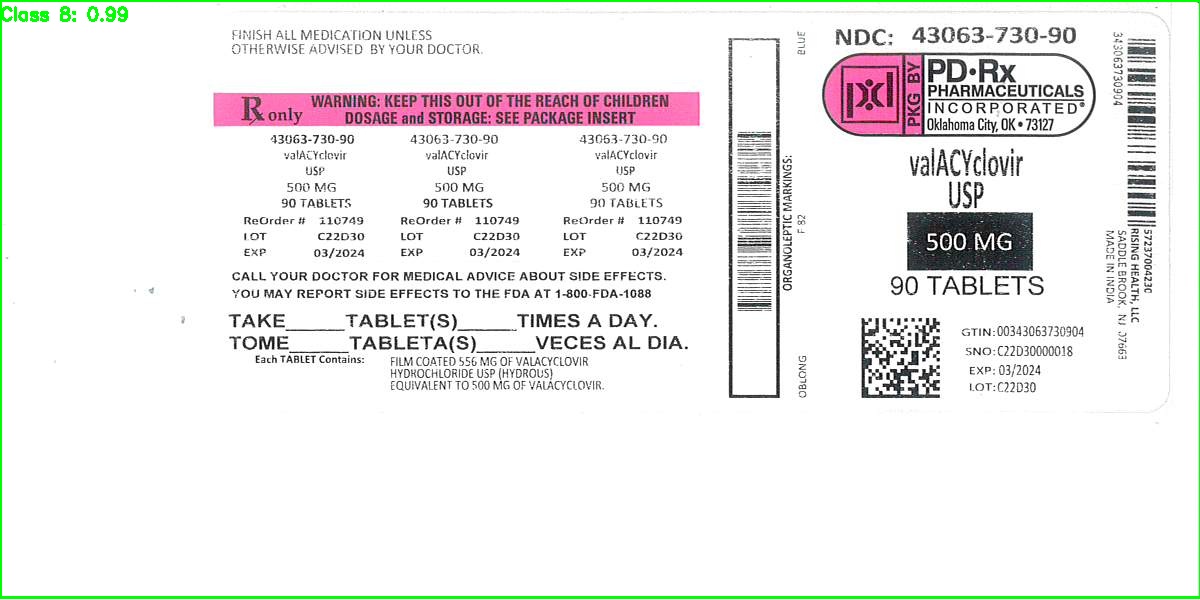 Class 8: 0.99
FINISH ALL MEDICATION UNLESS
OTHERWISE ADVISED BY YOUR DOCTOR.
Rx only
WARNING: KEEP THIS OUT OF THE REACH OF CHILDREN
DOSAGE and STORAGE: SEE PACKAGE INSERT
43063-730-90 43063-730-90 43063-730-90
valACYclovir valACYclovir valACYclovir
USP USP USP
500 MG 500 MG 500 MG
90 TABLETS 90 TABLETS 90 TABLETS
ReOrder # 110749 ReOrder # 110749 ReOrder # 110749
LOT C22D30 LOT C22D30 LOT C22D30
EXP 03/2024 EXP 03/2024 EXP 03/2024
CALL YOUR DOCTOR FOR MEDICAL ADVICE ABOUT SIDE EFFECTS.
YOU MAY REPORT SIDE EFFECTS TO THE FDA AT 1-800-FDA-1088
TAKE______TABLET(S)______TIMES A DAY.
TOME______TABLETA(S)______VECES AL DIA.
Each TABLET Contains: FILM COATED 556 MG OF VALACYCLOVIR
HYDROCHLORIDE USP (HYDROUS)
EQUIVALENT TO 500 MG OF VALACYCLOVIR.
ORGANOLEPTIC MARKINGS:
OBLONG F 82 BLUE
NDC: 43063-730-90
PKG BY
PD·Rx
PHARMACEUTICALS
INCORPORATED®
Oklahoma City, OK • 73127
valACYclovir
USP
500 MG
90 TABLETS
GTIN: 00343063730904
SNO: C22D30000018
EXP: 03/2024
LOT: C22D30
343063730904
57237004230
RISING HEALTH, LLC
SADDLE BROOK, NJ 07663
MADE IN INDIA